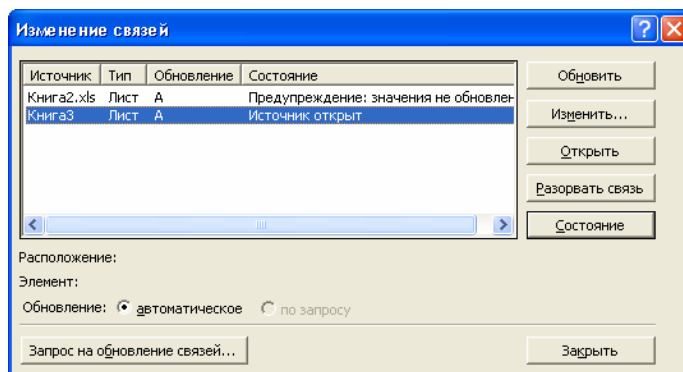 Изменение связей
Источник Тип Обновление Состояние
Книга2.xls Лист А Предупреждение: значения не обновлен
Книга3 Лист А Источник открыт
Обновить
Изменить...
Открыть
Разорвать связь
Состояние
Расположение:
Элемент:
Обновление: автоматическое по запросу
Запрос на обновление связей... Закрыть